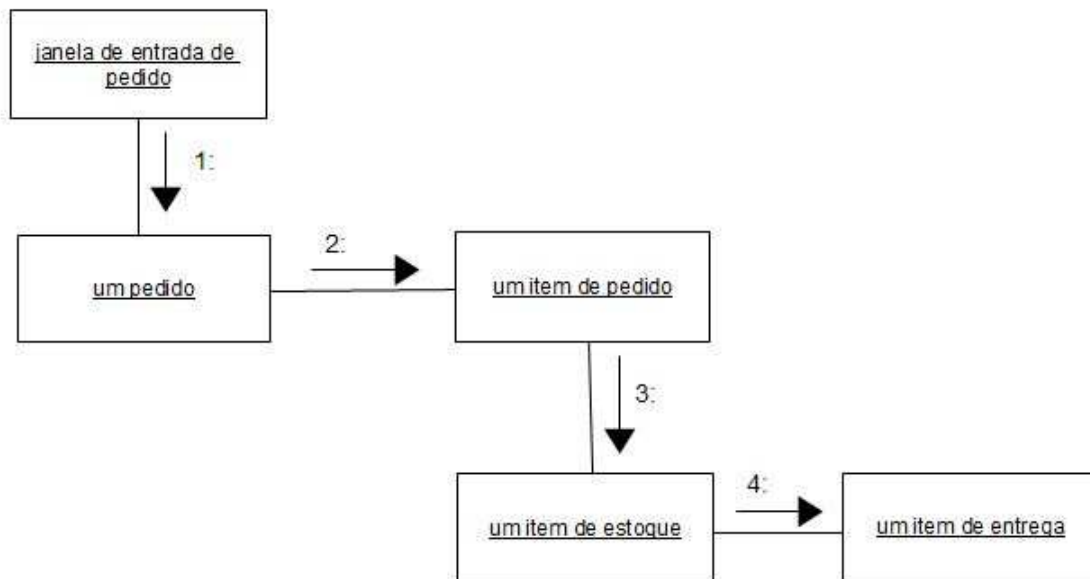 janela de entrada de
pedido
1:
um pedido
2:
um item de pedido
3:
um item de estoque
4:
um item de entrega